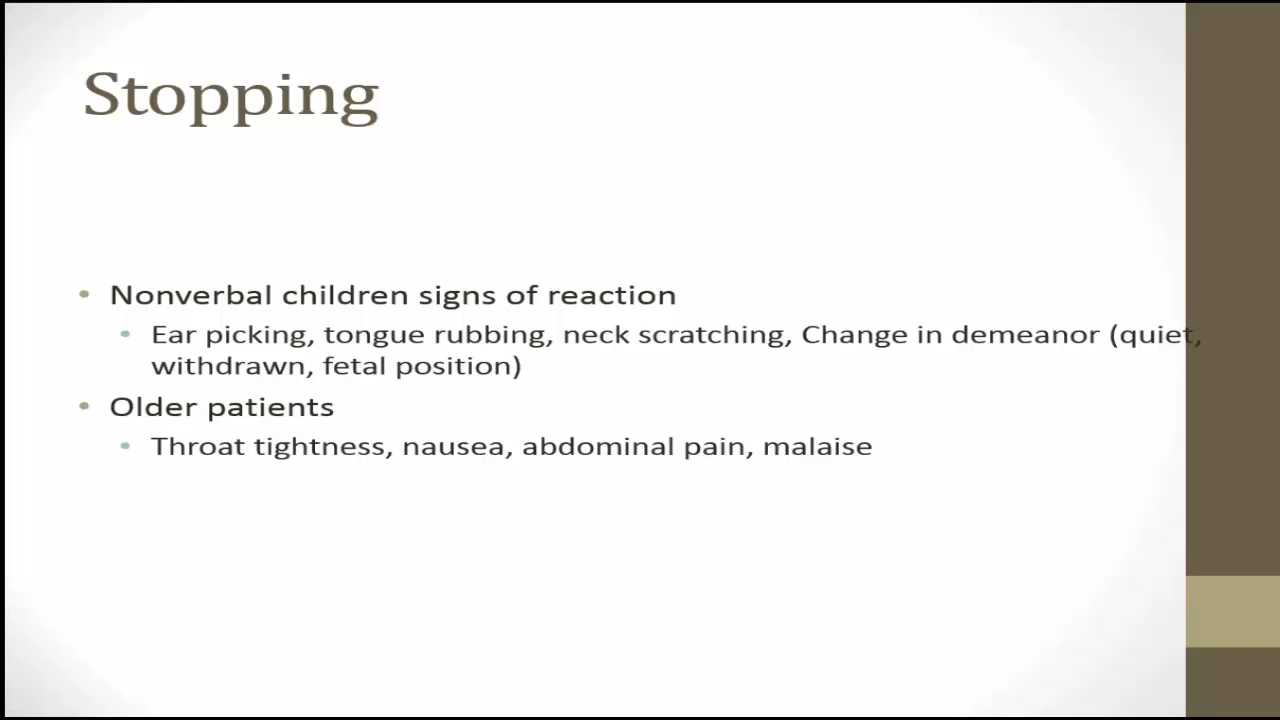 Stopping
• Nonverbal children signs of reaction
• Ear picking, tongue rubbing, neck scratching, Change in demeanor (quiet,
withdrawn, fetal position)
• Older patients
• Throat tightness, nausea, abdominal pain, malaise